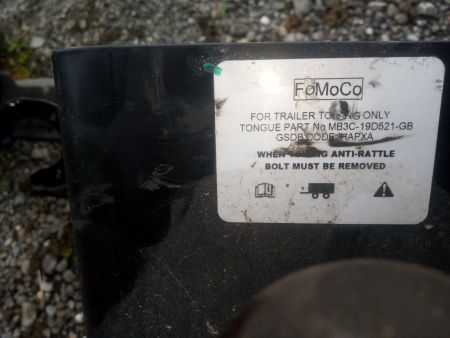 FoMoCo
FOR TRAILER TOWING ONLY
TONGUE PART No MB3C-19D521-GB
GSDB CODE: HAPXA
WHEN TOWING ANTI-RATTLE
BOLT MUST BE REMOVED